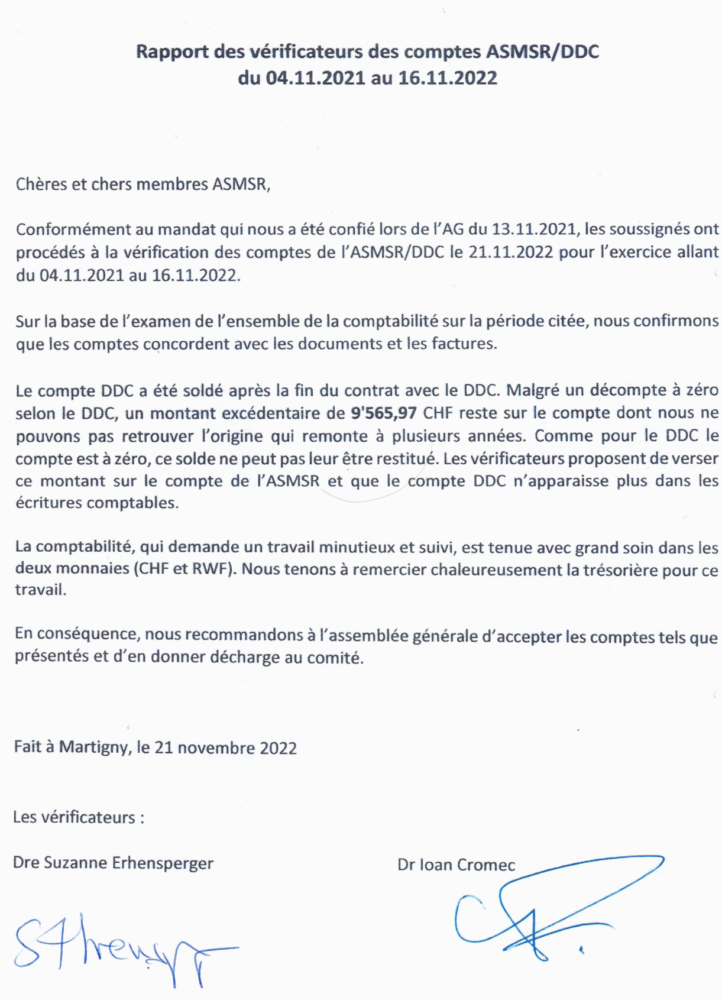 Rapport des vérificateurs des comptes ASMSR/DDC
du 04.11.2021 au 16.11.2022
Chères et chers membres ASMSR,
Conformément au mandat qui nous a été confié lors de l'AG du 13.11.2021, les soussignés ont
procédés à la vérification des comptes de l'ASMSR/DDC le 21.11.2022 pour l'exercice allant
du 04.11.2021 au 16.11.2022.
Sur la base de l'examen de l'ensemble de la comptabilité sur la période citée, nous confirmons
que les comptes concordent avec les documents et les factures.
Le compte DDC a été soldé après la fin du contrat avec le DDC. Malgré un décompte à zéro
selon le DDC, un montant excédentaire de 9'565,97 CHF reste sur le compte dont nous ne
pouvons pas retrouver l'origine qui remonte à plusieurs années. Comme pour le DDC le
compte est à zéro, ce solde ne peut pas leur être restitué. Les vérificateurs proposent de verser
ce montant sur le compte de l'ASMSR et que le compte DDC n'apparaisse plus dans les
écritures comptables.
La comptabilité, qui demande un travail minutieux et suivi, est tenue avec grand soin dans les
deux monnaies (CHF et RWF). Nous tenons à remercier chaleureusement la trésorière pour ce
travail.
En conséquence, nous recommandons à l'assemblée générale d'accepter les comptes tels que
présentés et d'en donner décharge au comité.
Fait à Martigny, le 21 novembre 2022
Les vérificateurs :
Dre Suzanne Erhensperger
Dr Ioan Cromec